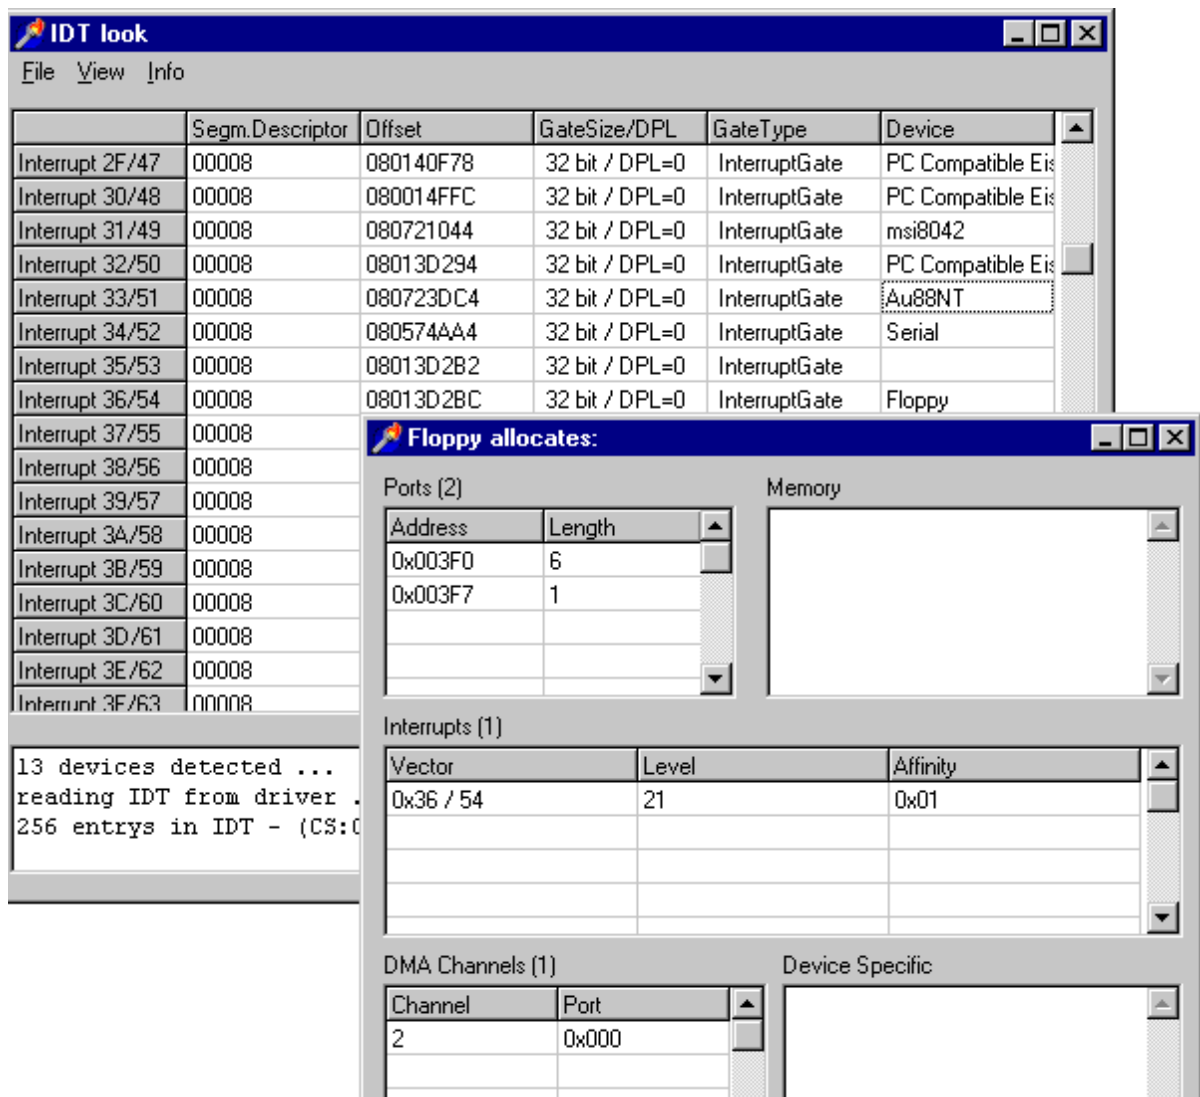 IDT look
File View Info
Segm.Descriptor Offset GateSize/DPL GateType Device
Interrupt 2F/47 00008 080140F78 32 bit / DPL=0 InterruptGate PC Compatible Eis
Interrupt 30/48 00008 080014FFC 32 bit / DPL=0 InterruptGate PC Compatible Eis
Interrupt 31/49 00008 080721044 32 bit / DPL=0 InterruptGate msi8042
Interrupt 32/50 00008 08013D294 32 bit / DPL=0 InterruptGate PC Compatible Eis
Interrupt 33/51 00008 080723DC4 32 bit / DPL=0 InterruptGate Au88NT
Interrupt 34/52 00008 080574AA4 32 bit / DPL=0 InterruptGate Serial
Interrupt 35/53 00008 08013D2B2 32 bit / DPL=0 InterruptGate
Interrupt 36/54 00008 08013D2BC 32 bit / DPL=0 InterruptGate Floppy
Interrupt 37/55 00008
Interrupt 38/56 00008
Interrupt 39/57 00008
Interrupt 3A/58 00008
Interrupt 3B/59 00008
Interrupt 3C/60 00008
Interrupt 3D/61 00008
Interrupt 3E/62 00008
Interrupt 3F/63 00008
13 devices detected ...
reading IDT from driver .
256 entrys in IDT - (CS:0
Floppy allocates:
Ports (2)
Address Length
0x003F0 6
0x003F7 1
Memory
Interrupts (1)
Vector Level Affinity
0x36 / 54 21 0x01
DMA Channels (1)
Channel Port
2 0x000
Device Specific